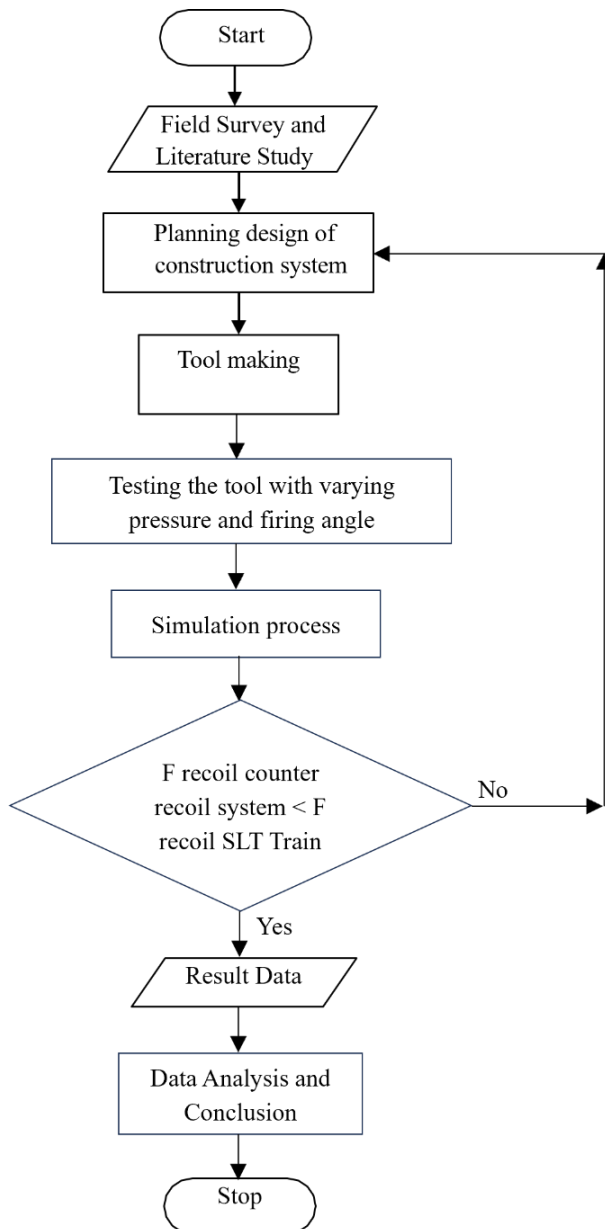 Start
Field Survey and
Literature Study
Planning design of
construction system
Tool making
Testing the tool with varying
pressure and firing angle
Simulation process
F recoil counter
recoil system < F
recoil SLT Train
No
Yes
Result Data
Data Analysis and
Conclusion
Stop